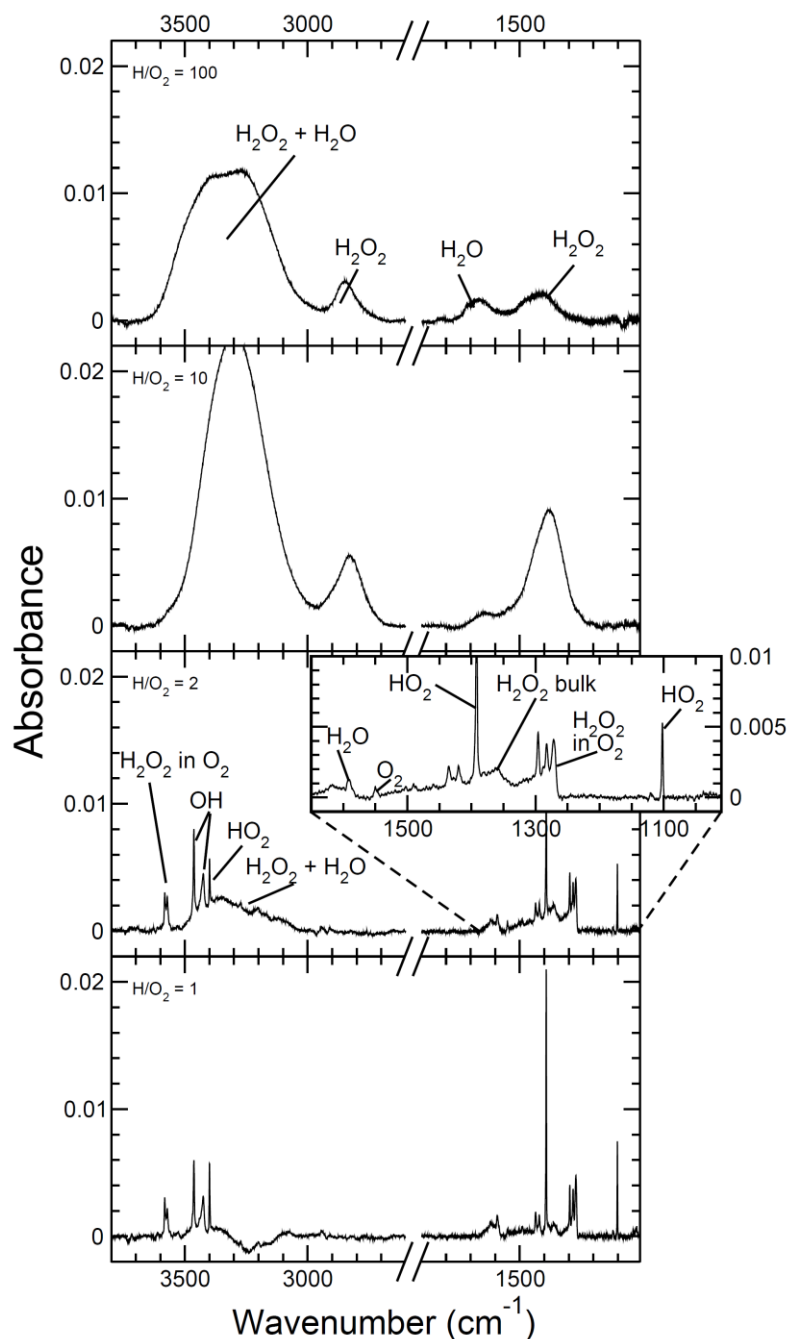 3500 3000 1500
0.02
H/O₂ = 100
H₂O₂ + H₂O
0.01
H₂O₂
H₂O
H₂O₂
0
0.02
H/O₂ = 10
0.01
0
Absorbance
0.02
H/O₂ = 2
0.01
HO₂
H₂O₂ bulk
HO₂
H₂O
O₂
H₂O₂
in O₂
0.005
0
1500 1300 1100
H₂O₂ in O₂
0.01
OH
HO₂
H₂O₂ + H₂O
0
0.02
H/O₂ = 1
0.01
0
3500 3000 1500
Wavenumber (cm⁻¹)